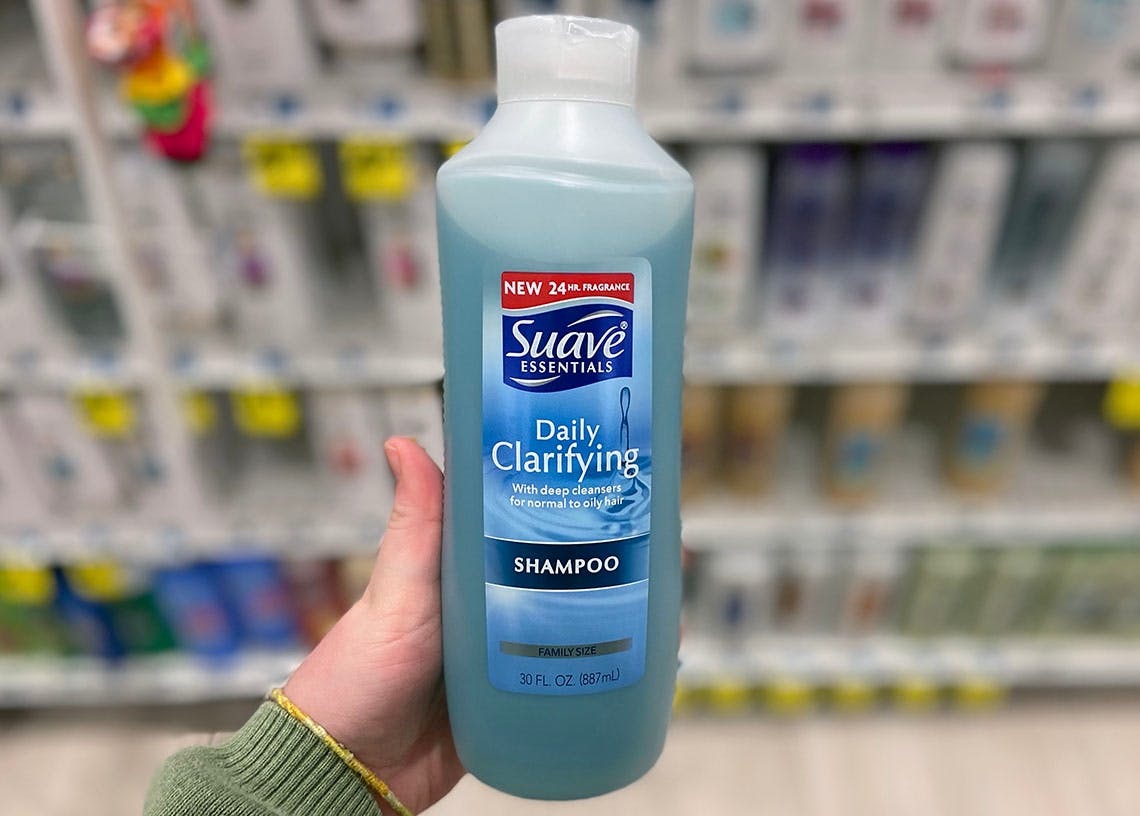 NEW 24 HR. FRAGRANCE
Suave®
ESSENTIALS
Daily
Clarifying
With deep cleansers
for normal to oily hair
SHAMPOO
FAMILY SIZE
30 FL. OZ. (887mL)